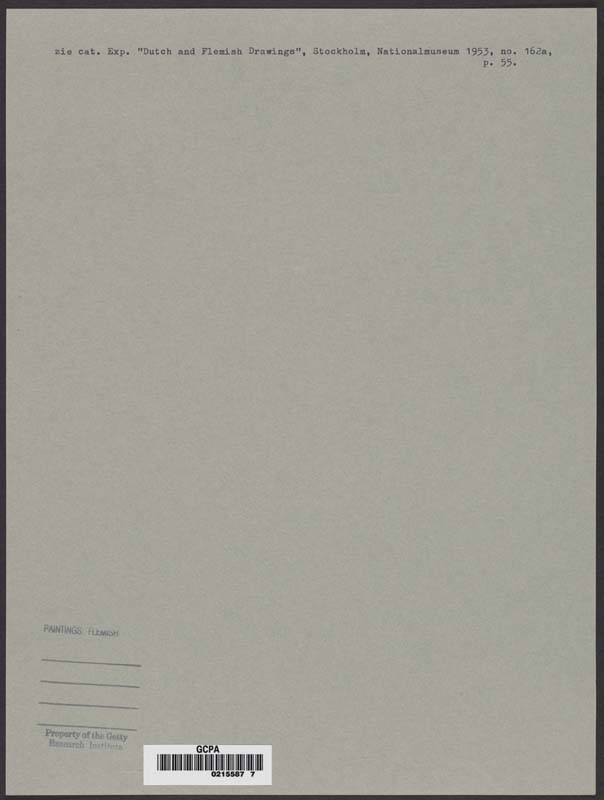 zie cat. Exp. "Dutch and Flemish Drawings", Stockholm, Nationalmuseum 1953, no. 162a,
p. 55.
PAINTINGS: FLEMISH
Property of the Getty
Research Institute
GCPA
0215587 7